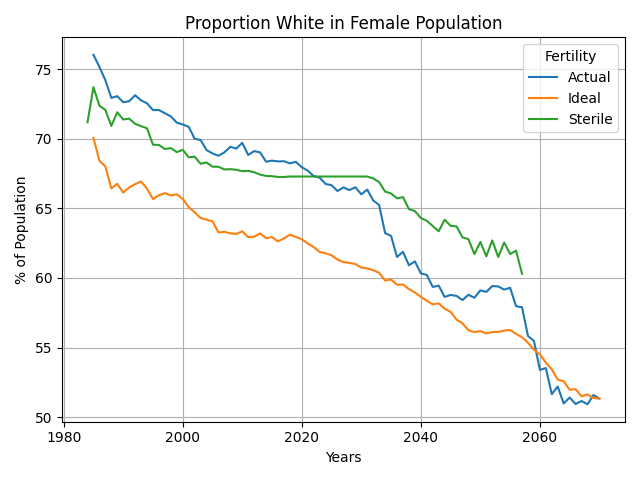 Proportion White in Female Population
% of Population
75
70
65
60
55
50
1980
2000
2020
2040
2060
Years
Fertility
Actual
Ideal
Sterile